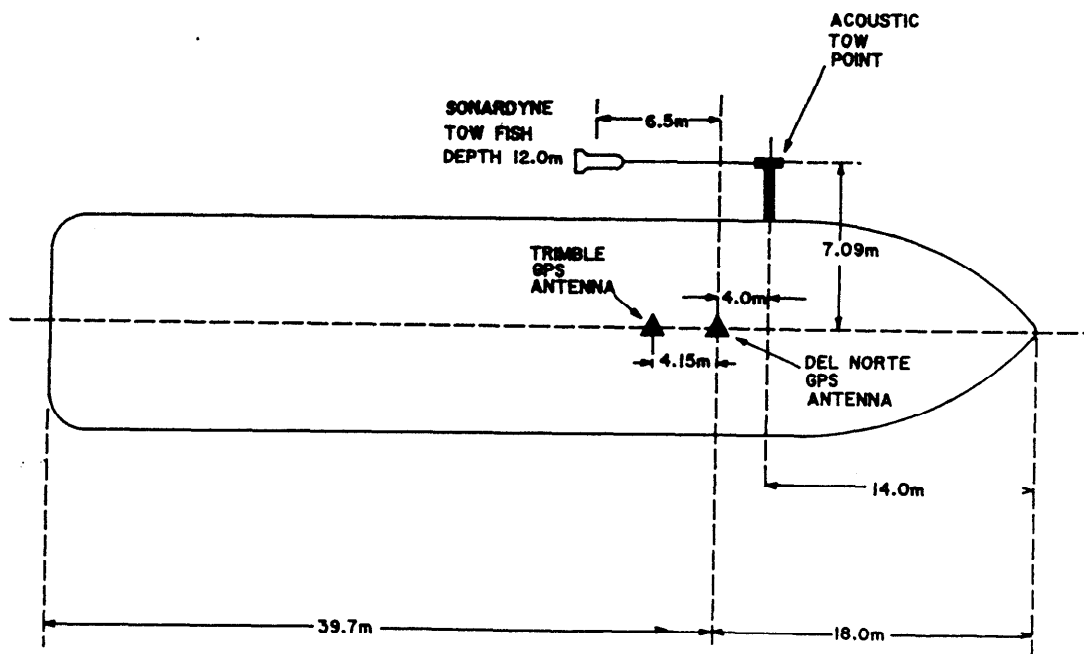 ACOUSTIC
TOW
POINT
SONARDYNE
TOW FISH
DEPTH 12.0m
6.5m
7.09m
TRIMBLE
GPS
ANTENNA
4.0m
4.15m
DEL NORTE
GPS
ANTENNA
14.0m
39.7m
18.0m